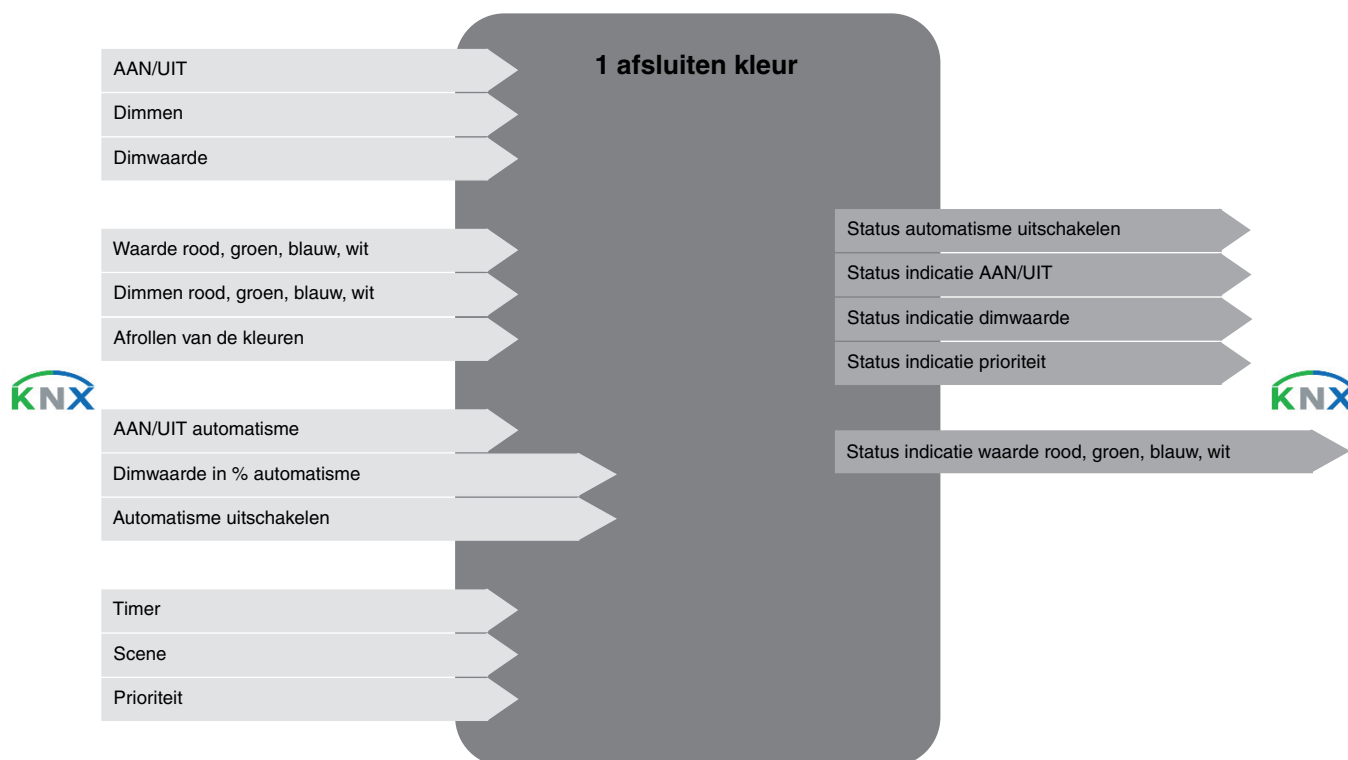 1 afsluiten kleur
AAN/UIT
Dimmen
Dimwaarde
Waarde rood, groen, blauw, wit
Dimmen rood, groen, blauw, wit
Afrollen van de kleuren
KNX
AAN/UIT automatisme
Dimwaarde in % automatisme
Automatisme uitschakelen
Timer
Scene
Prioriteit
Status automatisme uitschakelen
Status indicatie AAN/UIT
Status indicatie dimwaarde
Status indicatie prioriteit
KNX
Status indicatie waarde rood, groen, blauw, wit